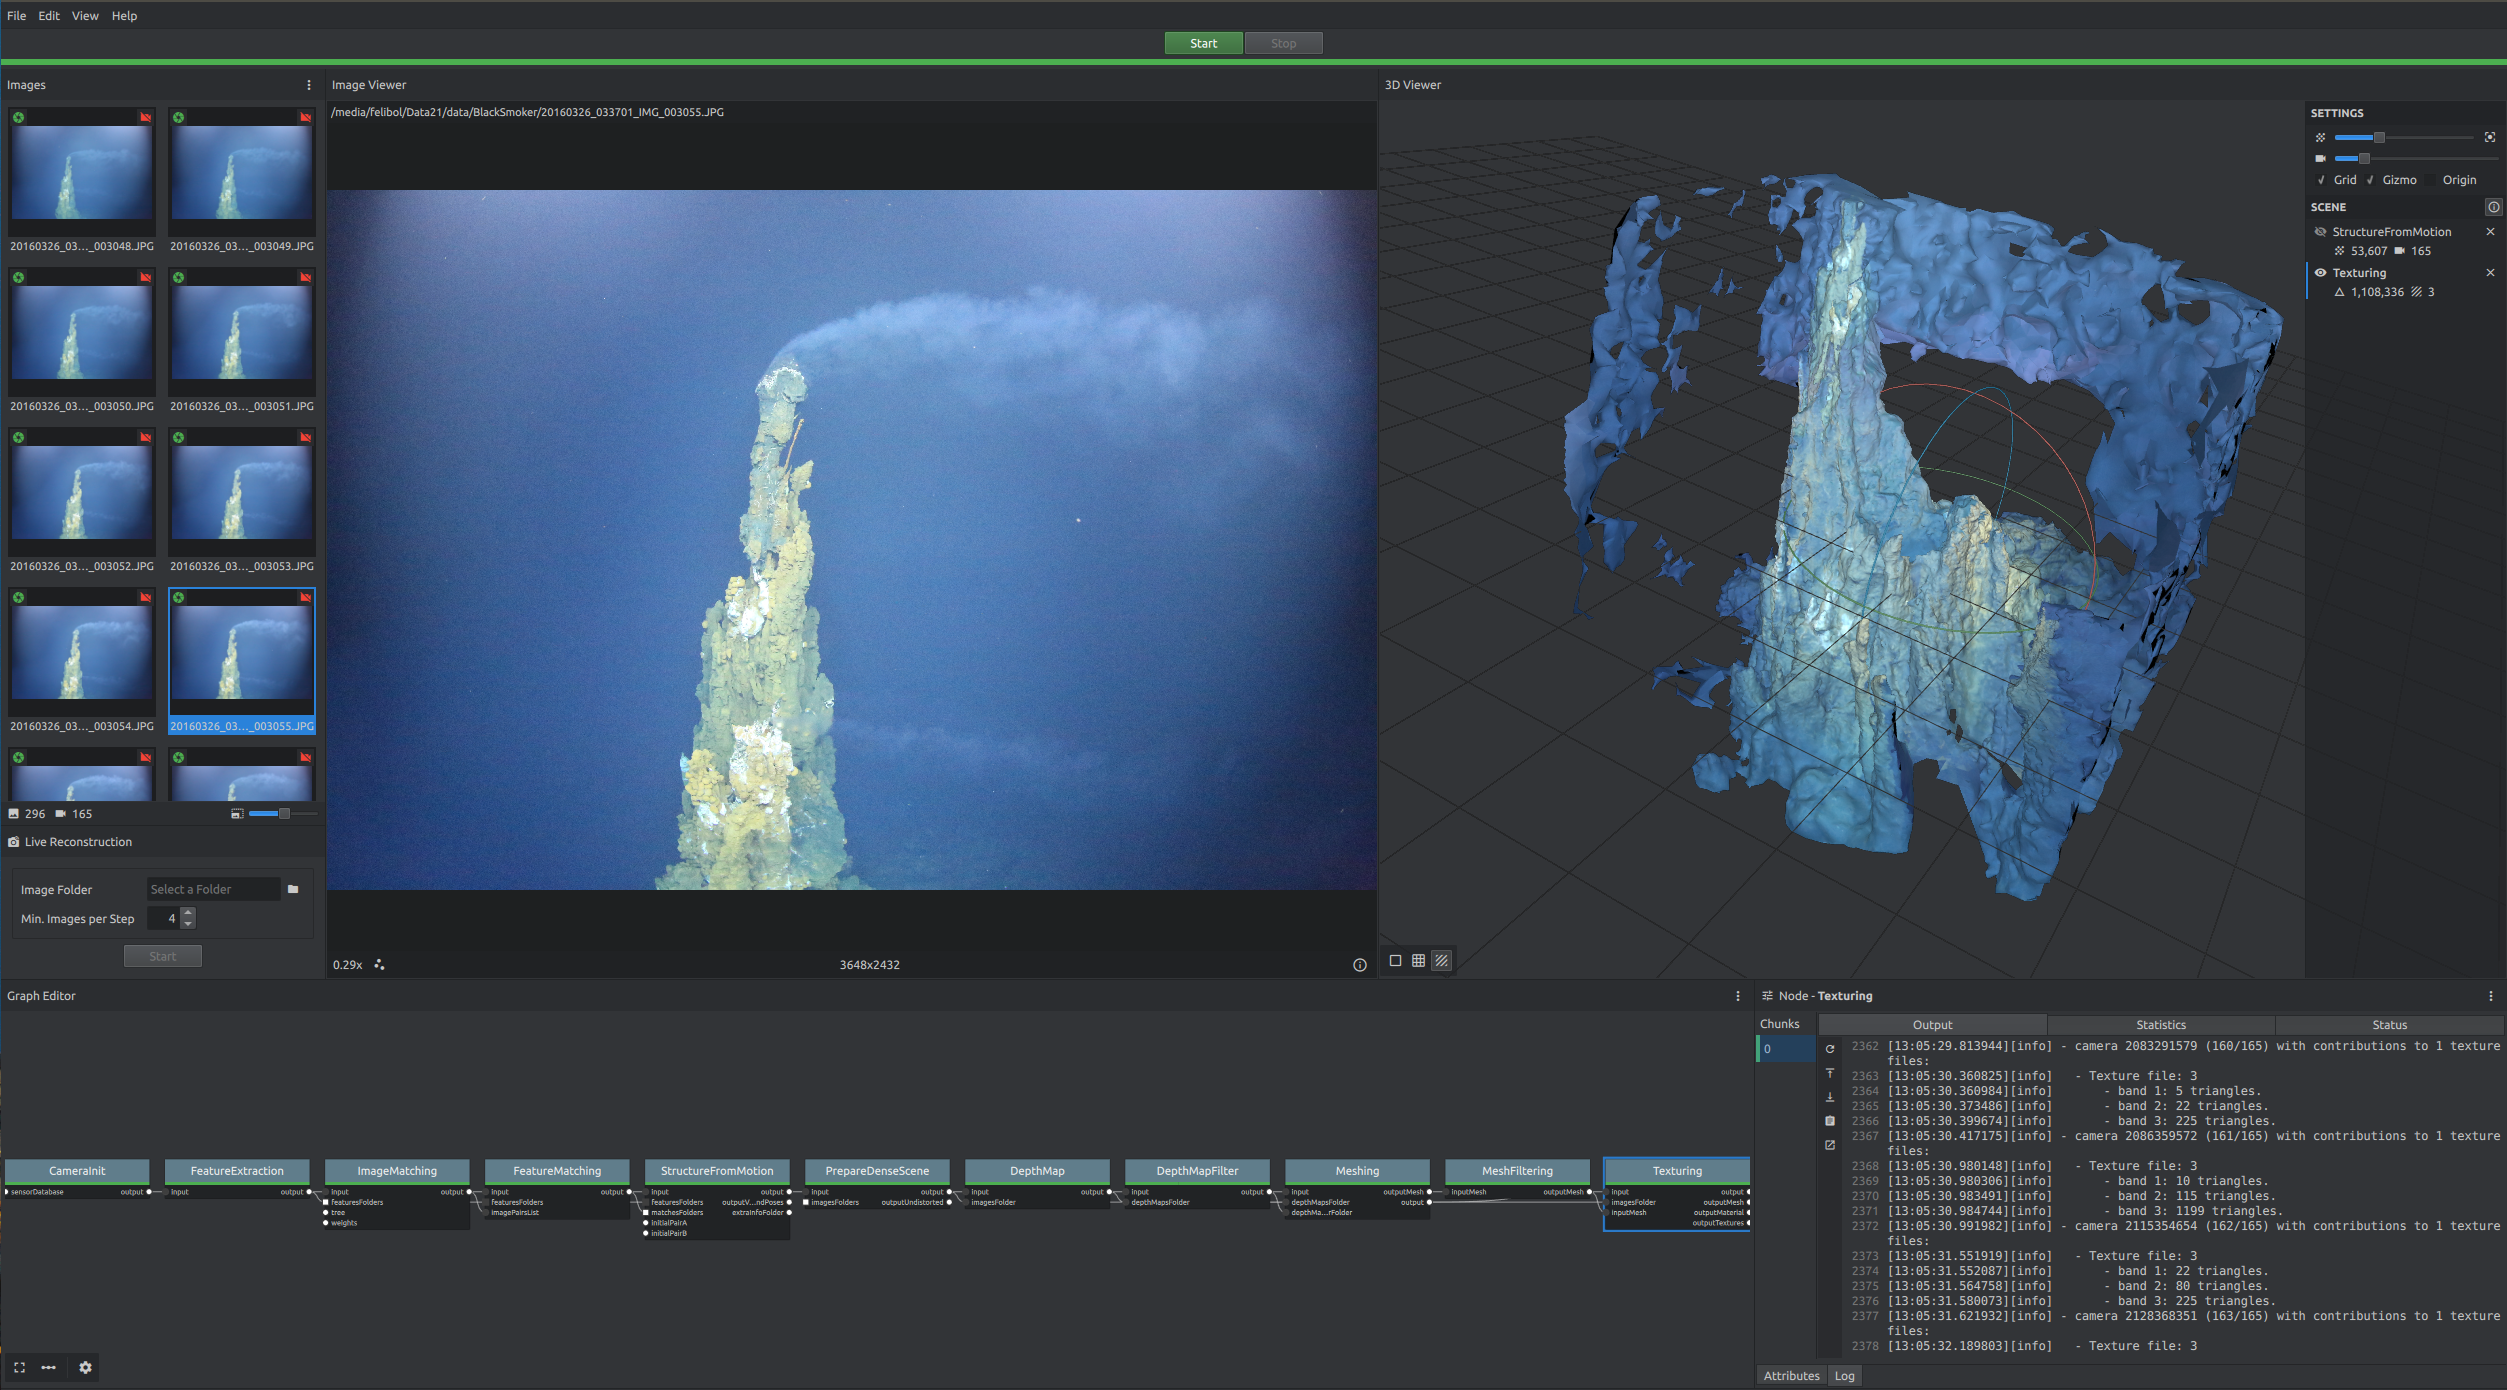 File Edit View Help
Start Stop
Images
20160326_03..._003048.JPG 20160326_03..._003049.JPG
20160326_03..._003050.JPG 20160326_03..._003051.JPG
20160326_03..._003052.JPG 20160326_03..._003053.JPG
20160326_03..._003054.JPG 20160326_03..._003055.JPG
296 165
Live Reconstruction
Image Folder Select a Folder
Min. Images per Step 4
Start
Image Viewer
/media/felibol/Data21/data/BlackSmoker/20160326_033701_IMG_003055.JPG
0.29x 3648x2432
3D Viewer
SETTINGS
Grid Gizmo Origin
SCENE
StructureFromMotion
53,607 165
Texturing
1,108,336 3
Graph Editor
CameraInit
sensorDatabase output
FeatureExtraction
input output
ImageMatching
input output
featuresFolders
tree
weights
FeatureMatching
input output
featuresFolders
imagePairsList
StructureFromMotion
input output
featuresFolders outputV...ndPoses
matchesFolders extraInfoFolder
initialPairA
initialPairB
PrepareDenseScene
input output
imagesFolders outputUndistorted
DepthMap
input output
imagesFolder
DepthMapFilter
input output
depthMapsFolder
Meshing
input outputMesh
depthMapsFolder output
depthMa...rFolder
MeshFiltering
inputMesh outputMesh
Texturing
input output
imagesFolder outputMesh
inputMesh outputMaterial
outputTextures
Node - Texturing
Chunks Output Statistics Status
0
2362 [13:05:29.813944][info] - camera 2083291579 (160/165) with contributions to 1 texture
files:
2363 [13:05:30.360825][info] - Texture file: 3
2364 [13:05:30.360984][info] - band 1: 5 triangles.
2365 [13:05:30.373486][info] - band 2: 22 triangles.
2366 [13:05:30.399674][info] - band 3: 225 triangles.
2367 [13:05:30.417175][info] - camera 2086359572 (161/165) with contributions to 1 texture
files:
2368 [13:05:30.980148][info] - Texture file: 3
2369 [13:05:30.980306][info] - band 1: 10 triangles.
2370 [13:05:30.983491][info] - band 2: 115 triangles.
2371 [13:05:30.984744][info] - band 3: 1199 triangles.
2372 [13:05:30.991982][info] - camera 2115354654 (162/165) with contributions to 1 texture
files:
2373 [13:05:31.551919][info] - Texture file: 3
2374 [13:05:31.552087][info] - band 1: 22 triangles.
2375 [13:05:31.564758][info] - band 2: 80 triangles.
2376 [13:05:31.580073][info] - band 3: 225 triangles.
2377 [13:05:31.621932][info] - camera 2128368351 (163/165) with contributions to 1 texture
files:
2378 [13:05:32.189803][info] - Texture file: 3
Attributes Log